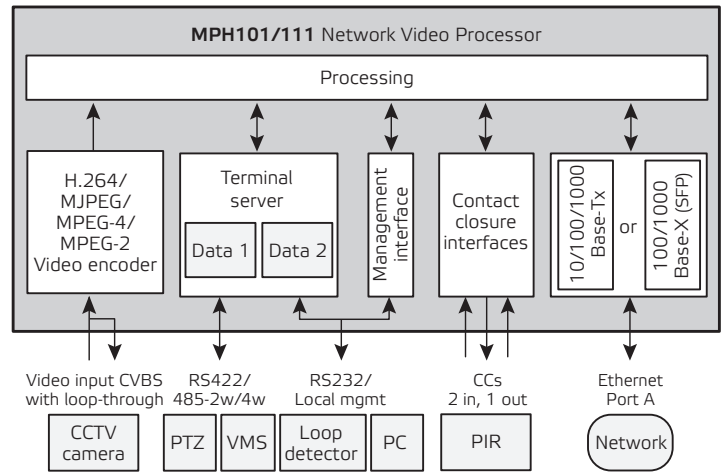 MPH101/111 Network Video Processor
Processing
H.264/
MJPEG/
MPEG-4/
MPEG-2
Video encoder
Terminal
server
Data 1
Data 2
Management
interface
Contact
closure
interfaces
10/100/1000
Base-Tx
or
100/1000
Base-X (SFP)
Video input CVBS
with loop-through
RS422/
485-2w/4w
RS232/
Local mgmt
CCs
2 in, 1 out
Ethernet
Port A
CCTV
camera
PTZ
VMS
Loop
detector
PC
PIR
Network